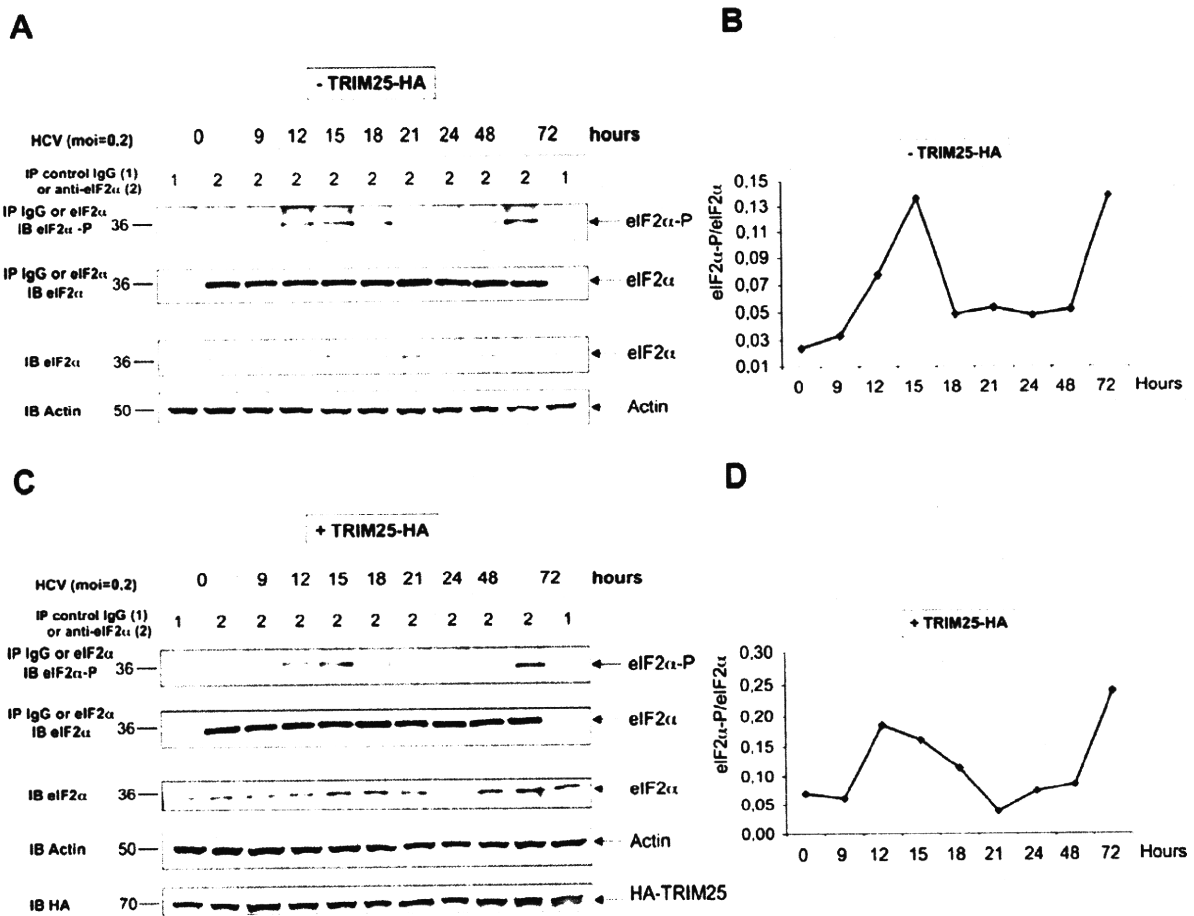 A
- TRIM25-HA
HCV (moi=0.2) 0 9 12 15 18 21 24 48 72 hours
IP control IgG (1)
or anti-eIF2α (2)
1 2 2 2 2 2 2 2 2 2 1
IP IgG or eIF2α
IB eIF2α -P
36
eIF2α-P
IP IgG or eIF2α
IB eIF2α
36
eIF2α
IB eIF2α 36
eIF2α
IB Actin 50
Actin
B
- TRIM25-HA
eIF2α-P/eIF2α
0,15
0,13
0,11
0,09
0,07
0,05
0,03
0,01
0 9 12 15 18 21 24 48 72 Hours
C
+ TRIM25-HA
HCV (moi=0.2) 0 9 12 15 18 21 24 48 72 hours
IP control IgG (1)
or anti-eIF2α (2)
1 2 2 2 2 2 2 2 2 2 1
IP IgG or eIF2α
IB eIF2α-P
36
eIF2α-P
IP IgG or eIF2α
IB eIF2α
36
eIF2α
IB eIF2α 36
eIF2α
IB Actin 50
Actin
IB HA 70
HA-TRIM25
D
+ TRIM25-HA
eIF2α-P/eIF2α
0,30
0,25
0,20
0,15
0,10
0,05
0,00
0 9 12 15 18 21 24 48 72 Hours